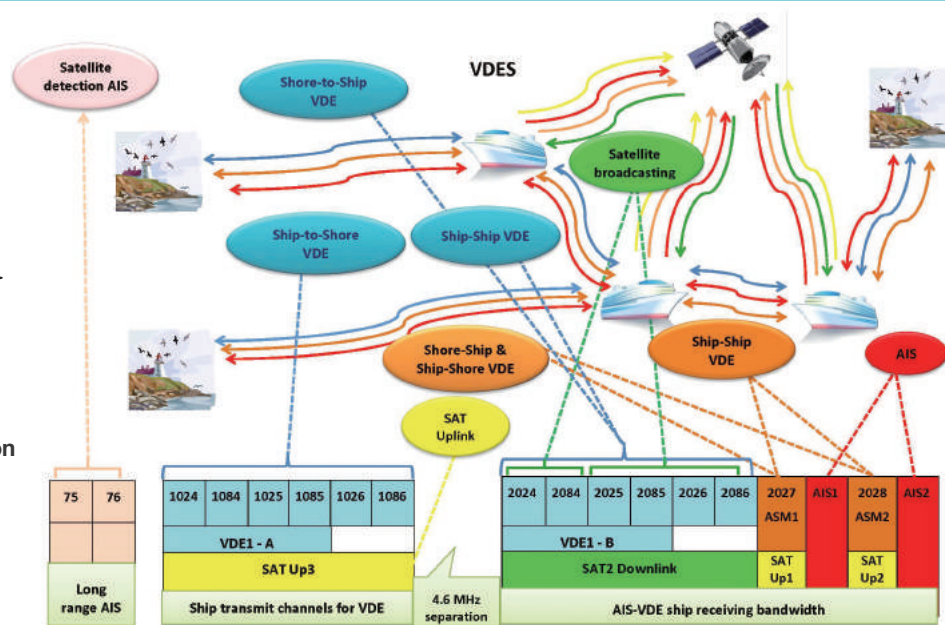 VDES
Satellite
detection AIS
Shore-to-Ship
VDE
Satellite
broadcasting
Ship-to-Shore
VDE
Ship-Ship VDE
Shore-Ship &
Ship-Shore VDE
Ship-Ship
VDE
AIS
SAT
Uplink
on
75 76
1024 1084 1025 1085 1026 1086
2024 2084 2025 2085 2026 2086 2027 AIS1 2028 AIS2
ASM1 ASM2
VDE1 - A
VDE1 - B
SAT Up3
SAT2 Downlink
SAT
Up1
SAT
Up2
Long
range AIS
Ship transmit channels for VDE
4.6 MHz
separation
AIS-VDE ship receiving bandwidth